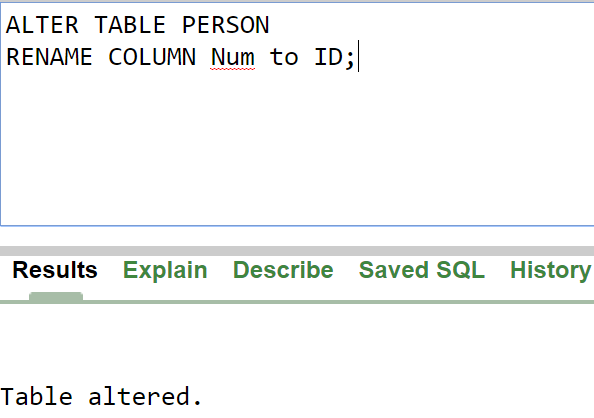 ALTER TABLE PERSON
RENAME COLUMN Num to ID;
Results Explain Describe Saved SQL History
Table altered.